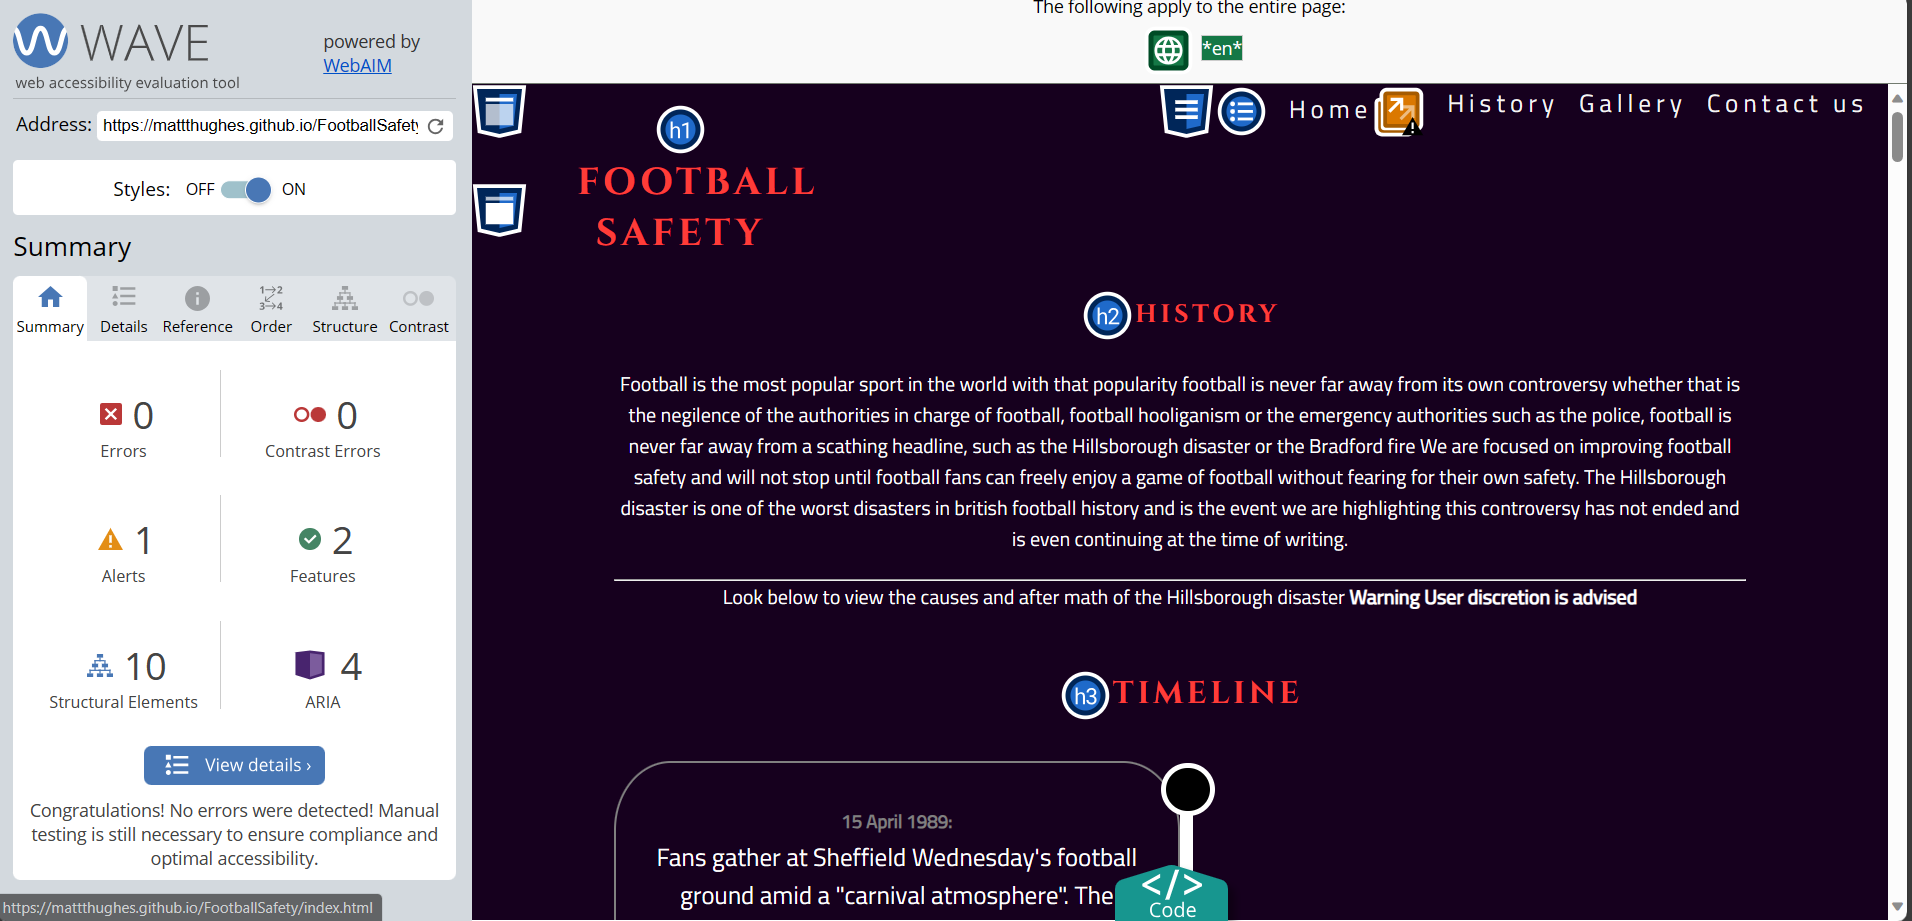 WAVE
web accessibility evaluation tool
powered by
WebAIM
Address: https://mattthughes.github.io/FootballSafety
Styles: OFF ON
Summary
Summary Details Reference Order Structure Contrast
1→2
3→4
0
Errors
0
Contrast Errors
1
Alerts
2
Features
10
Structural Elements
4
ARIA
View details ›
Congratulations! No errors were detected! Manual
testing is still necessary to ensure compliance and
optimal accessibility.
https://mattthughes.github.io/FootballSafety/index.html
The following apply to the entire page:
*en*
Home History Gallery Contact us
h1
FOOTBALL
SAFETY
h2 HISTORY
Football is the most popular sport in the world with that popularity football is never far away from its own controversy whether that is
the negilence of the authorities in charge of football, football hooliganism or the emergency authorities such as the police, football is
never far away from a scathing headline, such as the Hillsborough disaster or the Bradford fire We are focused on improving football
safety and will not stop until football fans can freely enjoy a game of football without fearing for their own safety. The Hillsborough
disaster is one of the worst disasters in british football history and is the event we are highlighting this controversy has not ended and
is even continuing at the time of writing.
Look below to view the causes and after math of the Hillsborough disaster Warning User discretion is advised
h3 TIMELINE
15 April 1989:
Fans gather at Sheffield Wednesday's football
ground amid a "carnival atmosphere". The
</>
Code